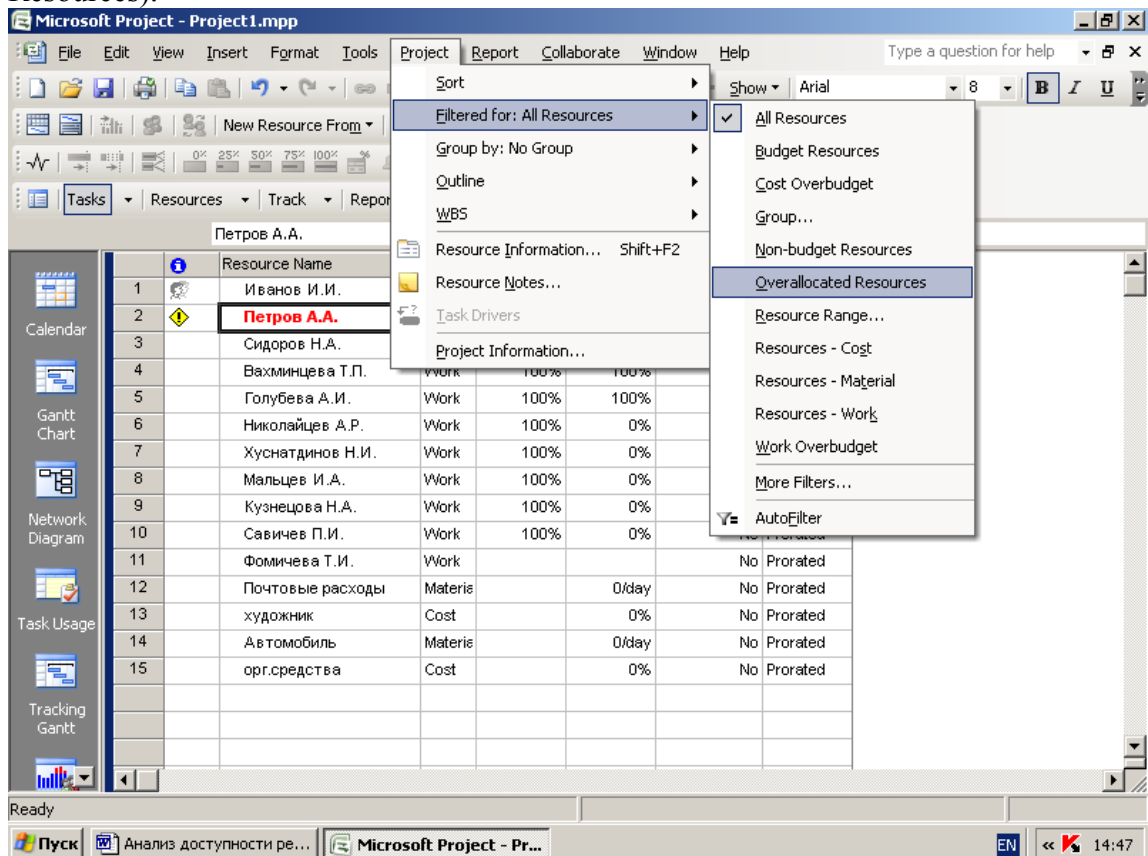 Resources).
Microsoft Project - Project1.mpp
File Edit View Insert Format Tools Project Report Collaborate Window Help Type a question for help
Show Arial 8 B I U
New Resource From
0% 25% 50% 75% 100%
Tasks Resources Track Repor
Петров А.А.
Sort
Filtered for: All Resources
Group by: No Group
Outline
WBS
Resource Information... Shift+F2
Resource Notes...
Task Drivers
Project Information...
All Resources
Budget Resources
Cost Overbudget
Group...
Non-budget Resources
Overallocated Resources
Resource Range...
Resources - Cost
Resources - Material
Resources - Work
Work Overbudget
More Filters...
AutoFilter
Calendar
Gantt Chart
Network Diagram
Task Usage
Tracking Gantt
Resource Name
1 Иванов И.И.
2 Петров А.А.
3 Сидоров Н.А.
4 Вахминцева Т.П. Work 100% 100%
5 Голубева А.И. Work 100% 100%
6 Николайцев А.Р. Work 100% 0%
7 Хуснатдинов Н.И. Work 100% 0%
8 Мальцев И.А. Work 100% 0%
9 Кузнецова Н.А. Work 100% 0%
10 Савичев П.И. Work 100% 0% No Prorated
11 Фомичева Т.И. Work No Prorated
12 Почтовые расходы Materia 0/day No Prorated
13 художник Cost 0% No Prorated
14 Автомобиль Materia 0/day No Prorated
15 орг.средства Cost 0% No Prorated
Ready
Пуск Анализ доступности ре... Microsoft Project - Pr... EN « 14:47